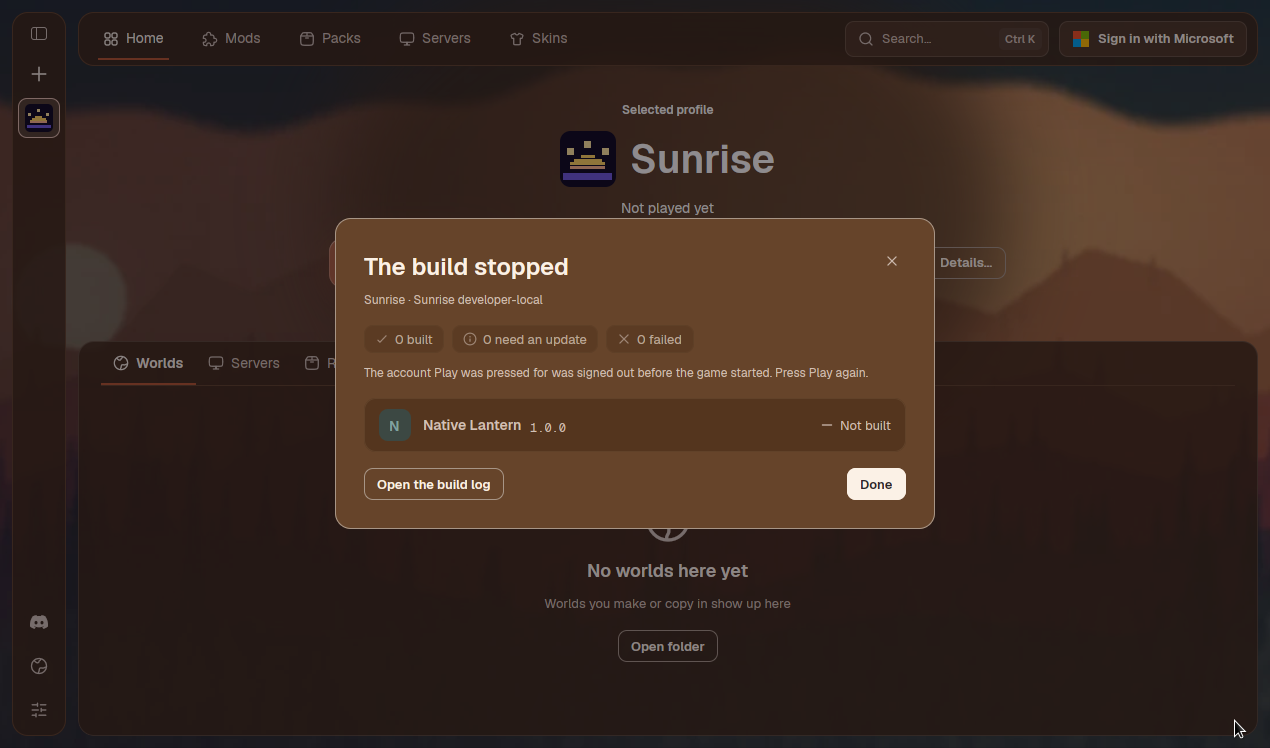 Home
Mods
Packs
Servers
Skins
Search...
Ctrl K
Sign in with Microsoft
Selected profile
Sunrise
Not played yet
Details...
The build stopped
Sunrise · Sunrise developer-local
0 built
0 need an update
0 failed
The account Play was pressed for was signed out before the game started. Press Play again.
N
Native Lantern 1.0.0
Not built
Open the build log
Done
Worlds
Servers
R
No worlds here yet
Worlds you make or copy in show up here
Open folder